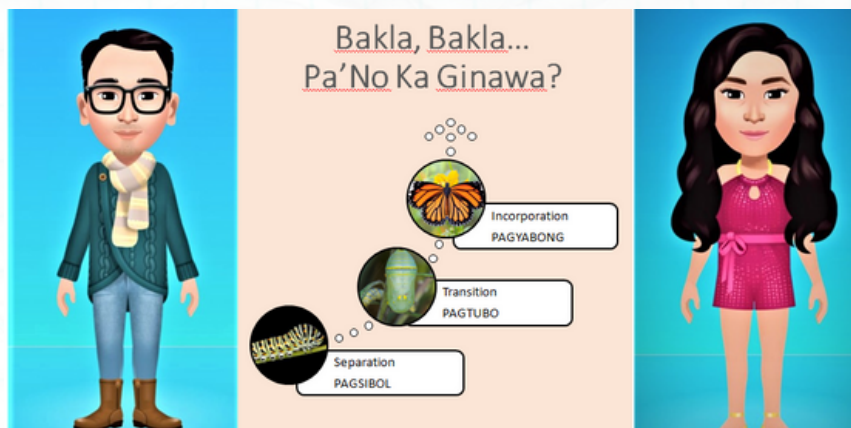 Bakla, Bakla...
Pa'No Ka Ginawa?
Incorporation
PAGYABONG
Transition
PAGTUBO
Separation
PAGSIBOL